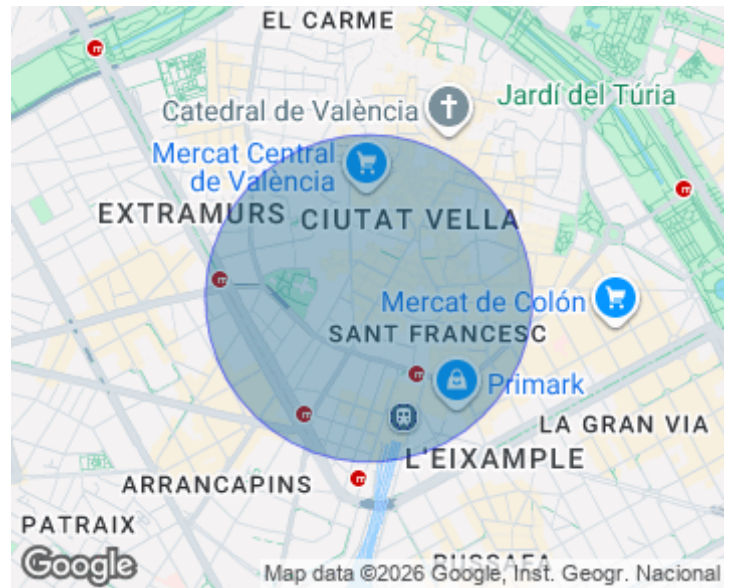 EL CARME
Jardí del Túria
Catedral de València
Mercat Central
de València
EXTRAMURS
CIUTAT VELLA
Mercat de Colón
SANT FRANCESC
Primark
LA GRAN VIA
L'EIXAMPLE
ARRANCAPINS
PATRAIX
RUSSAFA
Google
Map data ©2026 Google, Inst. Geogr. Nacional